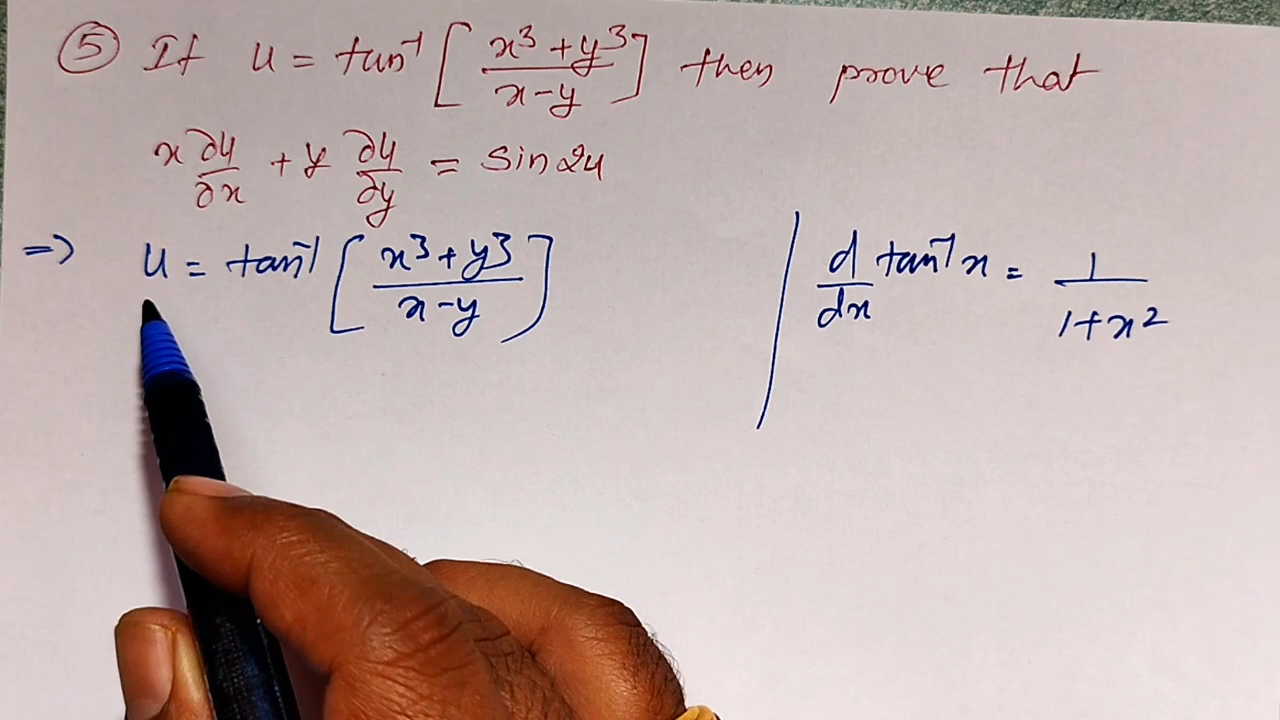 ⑤ If u = tan⁻¹ [ (x³ + y³)/(x - y) ] then prove that
x ∂u/∂x + y ∂u/∂y = sin 2u
=> u = tan⁻¹ [ (x³ + y³)/(x - y) ]
d/dx tan⁻¹x = 1/(1+x²)